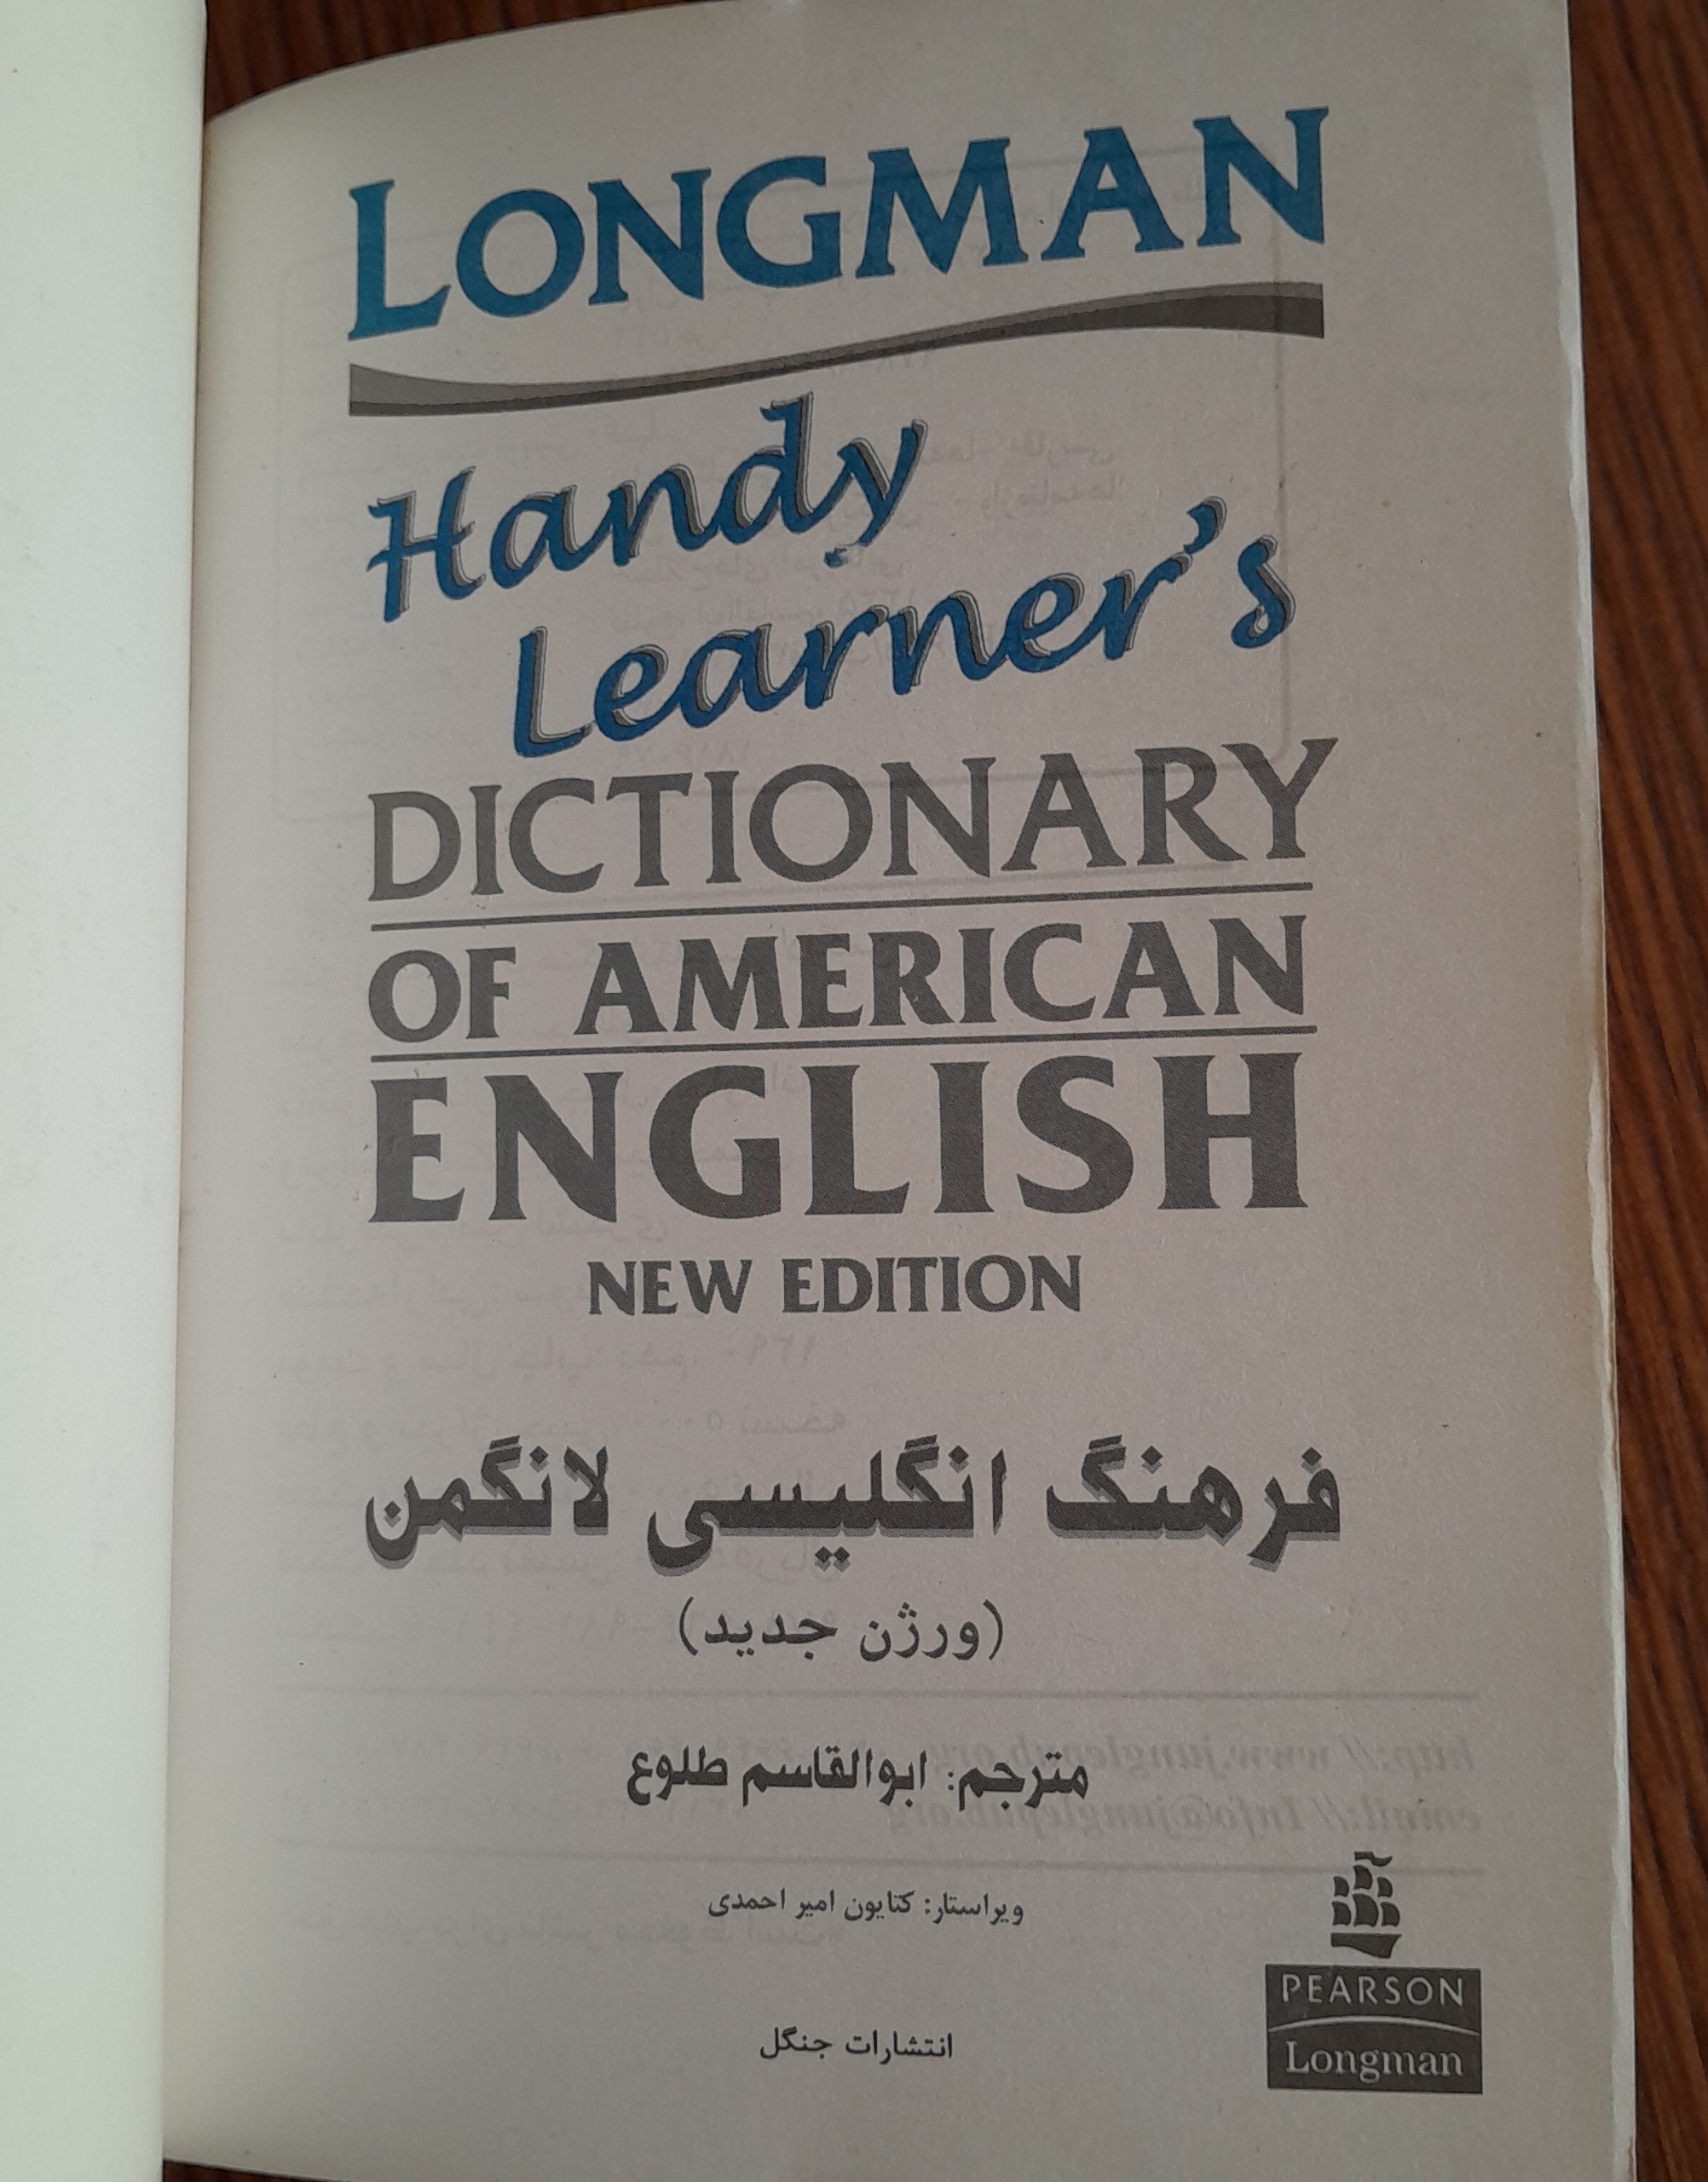 LONGMAN
Handy
Learner's
DICTIONARY
OF AMERICAN
ENGLISH
NEW EDITION
فرهنگ انگلیسی لانگمن
(ورژن جدید)
مترجم: ابوالقاسم طلوع
ویراستار: کتایون امیر احمدی
انتشارات جنگل
PEARSON
Longman